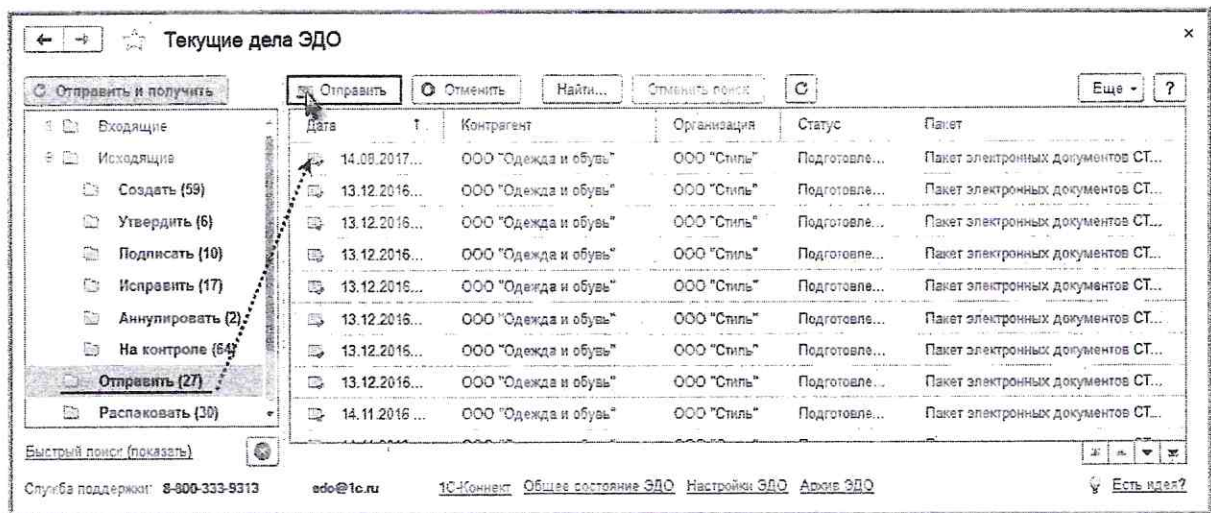 Текущие дела ЭДО
Отправить и получить Отправить Отменить Найти... Отменить поиск Еще ?
Входящие
Исходящие
Создать (59)
Утвердить (6)
Подписать (10)
Исправить (17)
Аннулировать (2)
На контроле (64)
Отправить (27)
Распаковать (30)
Дата Контрагент Организация Статус Пакет
14.08.2017... ООО "Одежда и обувь" ООО "Стиль" Подготовле... Пакет электронных документов СТ...
13.12.2016... ООО "Одежда и обувь" ООО "Стиль" Подготовле... Пакет электронных документов СТ...
13.12.2016... ООО "Одежда и обувь" ООО "Стиль" Подготовле... Пакет электронных документов СТ...
13.12.2016... ООО "Одежда и обувь" ООО "Стиль" Подготовле... Пакет электронных документов СТ...
13.12.2016... ООО "Одежда и обувь" ООО "Стиль" Подготовле... Пакет электронных документов СТ...
13.12.2016... ООО "Одежда и обувь" ООО "Стиль" Подготовле... Пакет электронных документов СТ...
13.12.2016... ООО "Одежда и обувь" ООО "Стиль" Подготовле... Пакет электронных документов СТ...
13.12.2016... ООО "Одежда и обувь" ООО "Стиль" Подготовле... Пакет электронных документов СТ...
14.11.2016 ... ООО "Одежда и обувь" ООО "Стиль" Подготовле... Пакет электронных документов СТ...
Быстрый поиск (показать)
Служба поддержки: 8-800-333-9313 edo@1c.ru 1С-Коннект Общее состояние ЭДО Настройки ЭДО Архив ЭДО Есть идея?